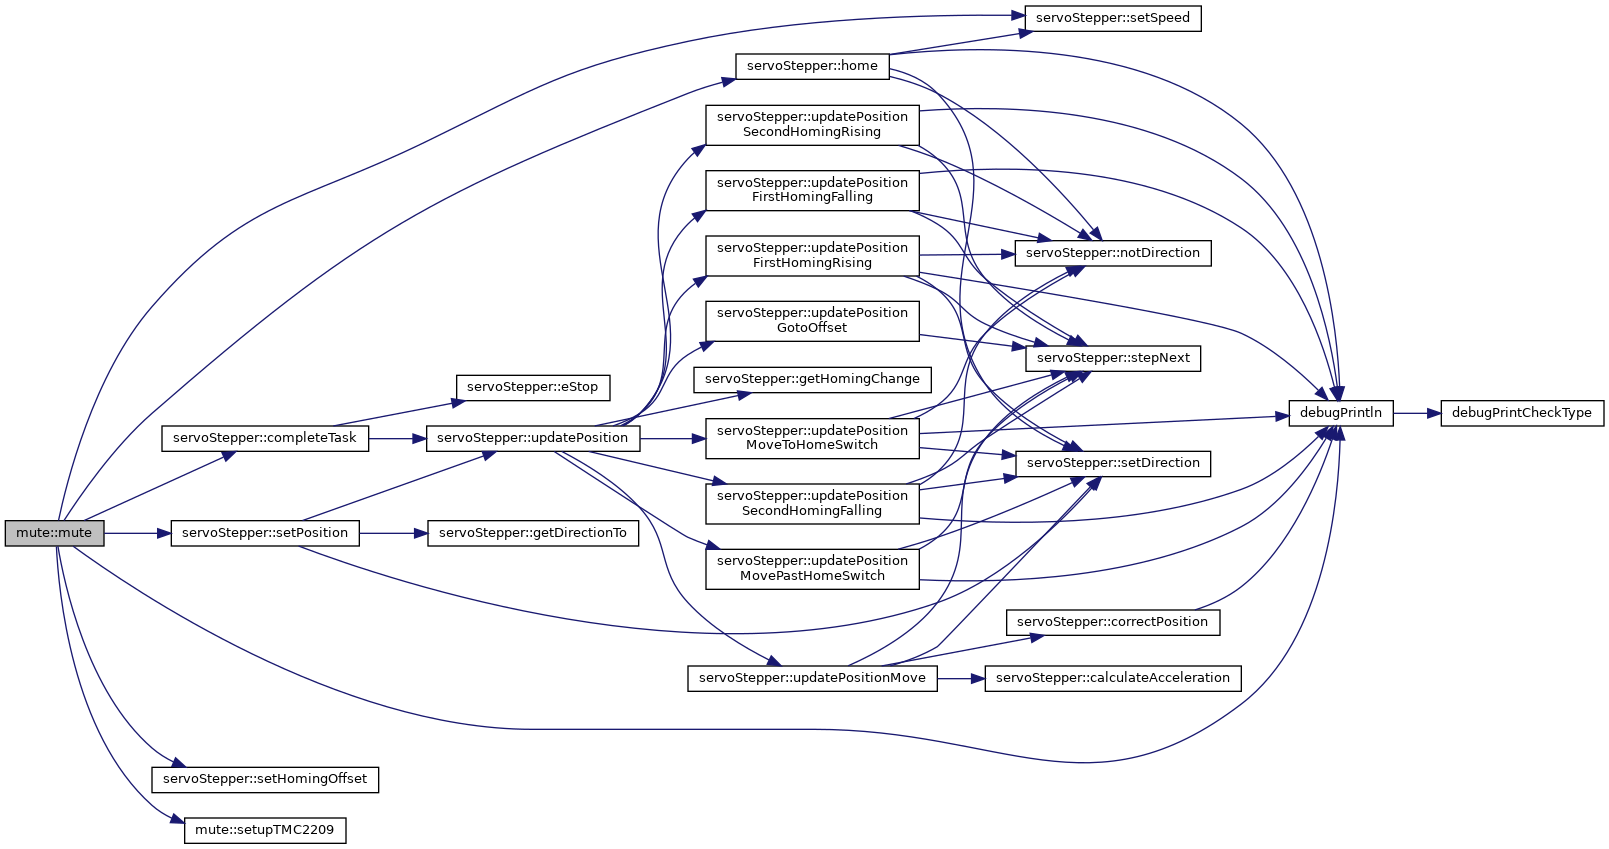 servoStepper::setSpeed
servoStepper::home
servoStepper::updatePosition
SecondHomingRising
servoStepper::updatePosition
FirstHomingFalling
servoStepper::updatePosition
FirstHomingRising
servoStepper::notDirection
servoStepper::updatePosition
GotoOffset
servoStepper::stepNext
servoStepper::getHomingChange
servoStepper::eStop
debugPrintln
debugPrintCheckType
servoStepper::completeTask
servoStepper::updatePosition
servoStepper::updatePosition
MoveToHomeSwitch
servoStepper::setDirection
servoStepper::updatePosition
SecondHomingFalling
mute::mute
servoStepper::setPosition
servoStepper::getDirectionTo
servoStepper::updatePosition
MovePastHomeSwitch
servoStepper::correctPosition
servoStepper::updatePositionMove
servoStepper::calculateAcceleration
servoStepper::setHomingOffset
mute::setupTMC2209